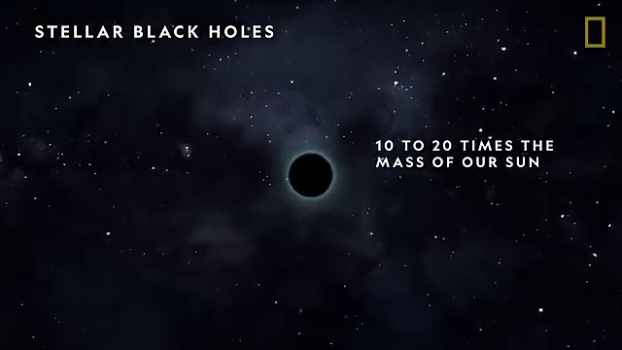 STELLAR BLACK HOLES
10 TO 20 TIMES THE
MASS OF OUR SUN